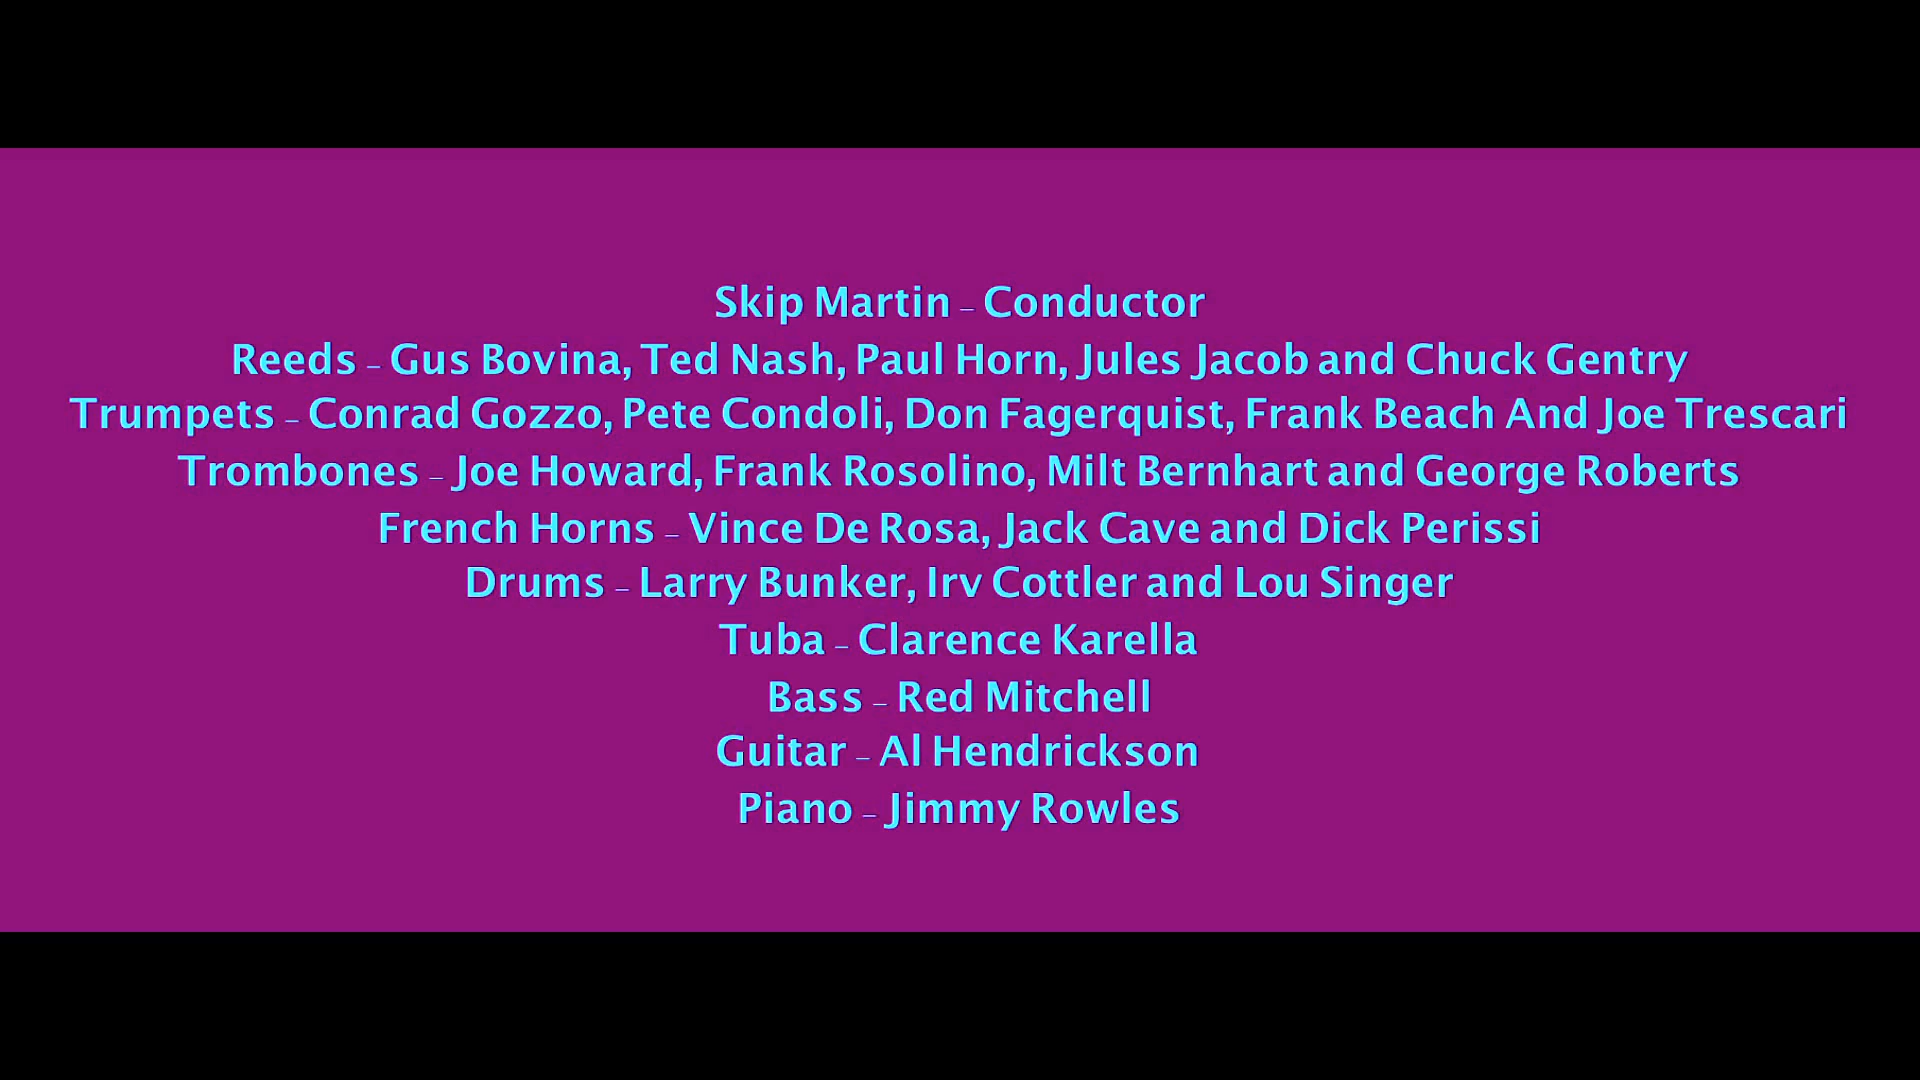 Skip Martin – Conductor
Reeds – Gus Bovina, Ted Nash, Paul Horn, Jules Jacob and Chuck Gentry
Trumpets – Conrad Gozzo, Pete Condoli, Don Fagerquist, Frank Beach And Joe Trescari
Trombones – Joe Howard, Frank Rosolino, Milt Bernhart and George Roberts
French Horns – Vince De Rosa, Jack Cave and Dick Perissi
Drums – Larry Bunker, Irv Cottler and Lou Singer
Tuba – Clarence Karella
Bass – Red Mitchell
Guitar – Al Hendrickson
Piano – Jimmy Rowles